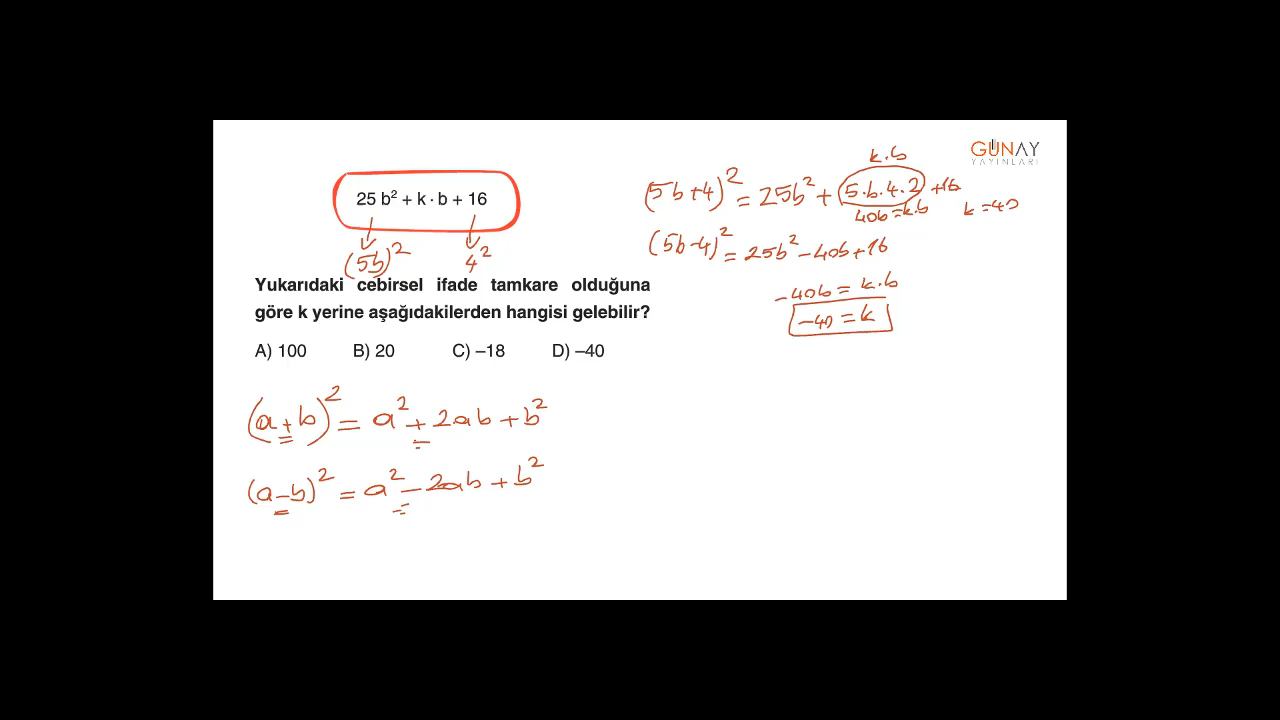 GÜNAY
YAYINLARI
25 b² + k · b + 16
(5b)² 4²
Yukarıdaki cebirsel ifade tamkare olduğuna
göre k yerine aşağıdakilerden hangisi gelebilir?
A) 100 B) 20 C) –18 D) –40
(a+b)² = a² + 2ab + b²
(a-b)² = a² - 2ab + b²
k.b
(5b+4)² = 25b² + 5.b.4.2 +16
40b = k.b k = 40
(5b-4)² = 25b² - 40b + 16
-40b = k.b
-40 = k